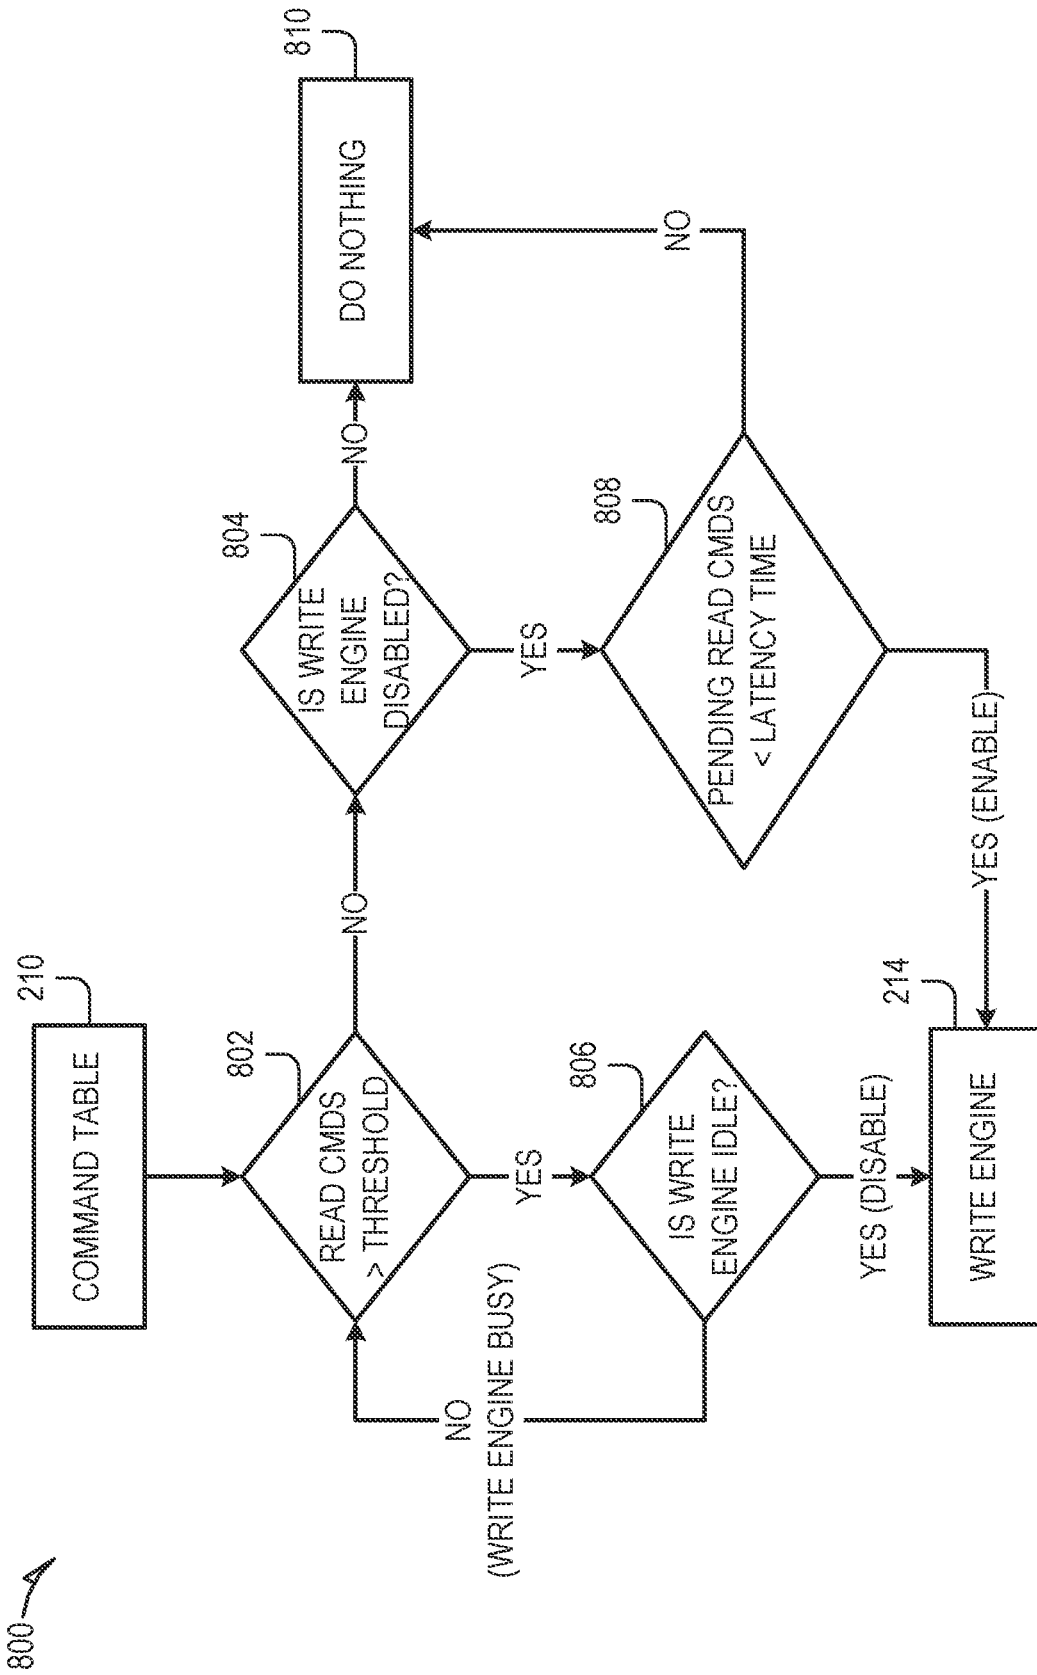 800
210
COMMAND TABLE
802
READ CMDS
> THRESHOLD
NO
804
IS WRITE
ENGINE
DISABLED?
NO
810
DO NOTHING
NO
(WRITE ENGINE BUSY)
YES
806
IS WRITE
ENGINE IDLE?
YES
808
PENDING READ CMDS
< LATENCY TIME
NO
YES (DISABLE)
YES (ENABLE)
214
WRITE ENGINE